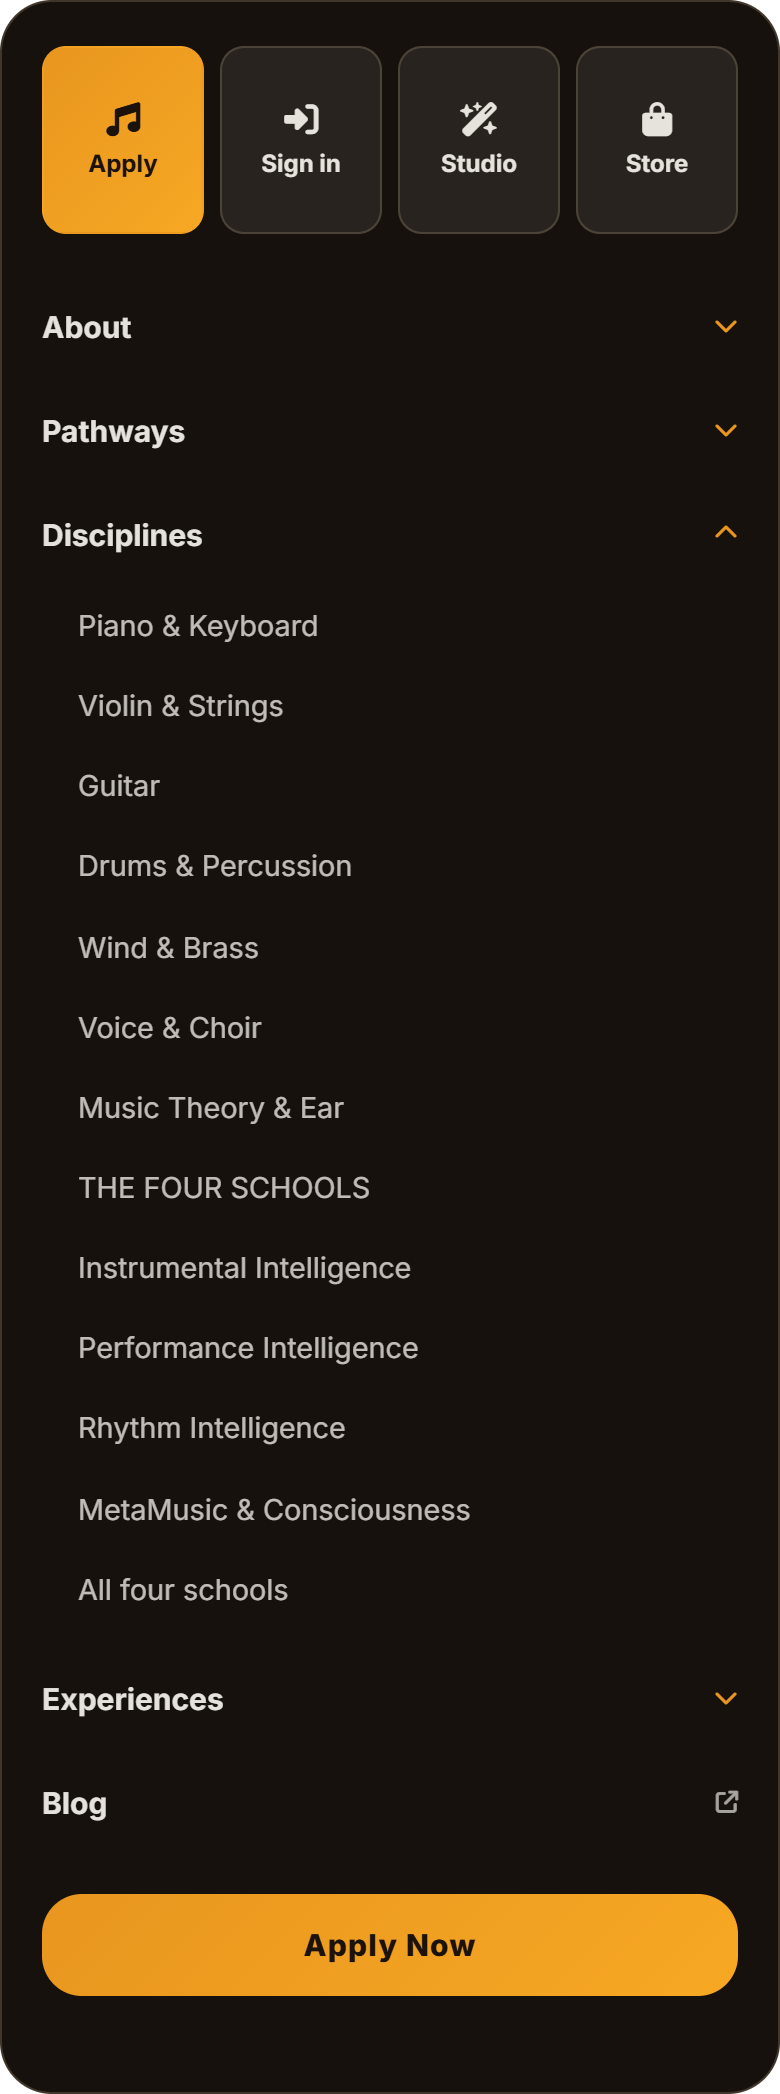 Apply
Sign in
Studio
Store
About
Pathways
Disciplines
Piano & Keyboard
Violin & Strings
Guitar
Drums & Percussion
Wind & Brass
Voice & Choir
Music Theory & Ear
THE FOUR SCHOOLS
Instrumental Intelligence
Performance Intelligence
Rhythm Intelligence
MetaMusic & Consciousness
All four schools
Experiences
Blog
Apply Now